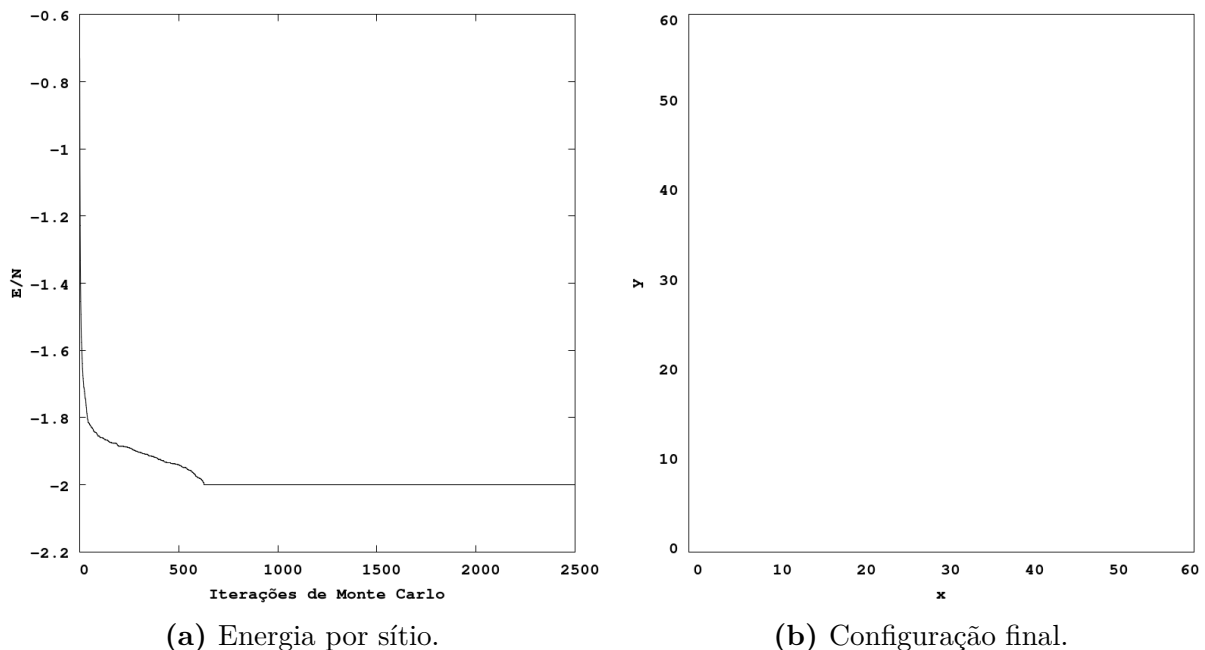 −0.6
−0.8
−1
−1.2
−1.4
−1.6
−1.8
−2
−2.2
E/N
0 500 1000 1500 2000 2500
Iterações de Monte Carlo
(a) Energia por sítio.
60
50
40
30
20
10
0
y
0 10 20 30 40 50 60
x
(b) Configuração final.